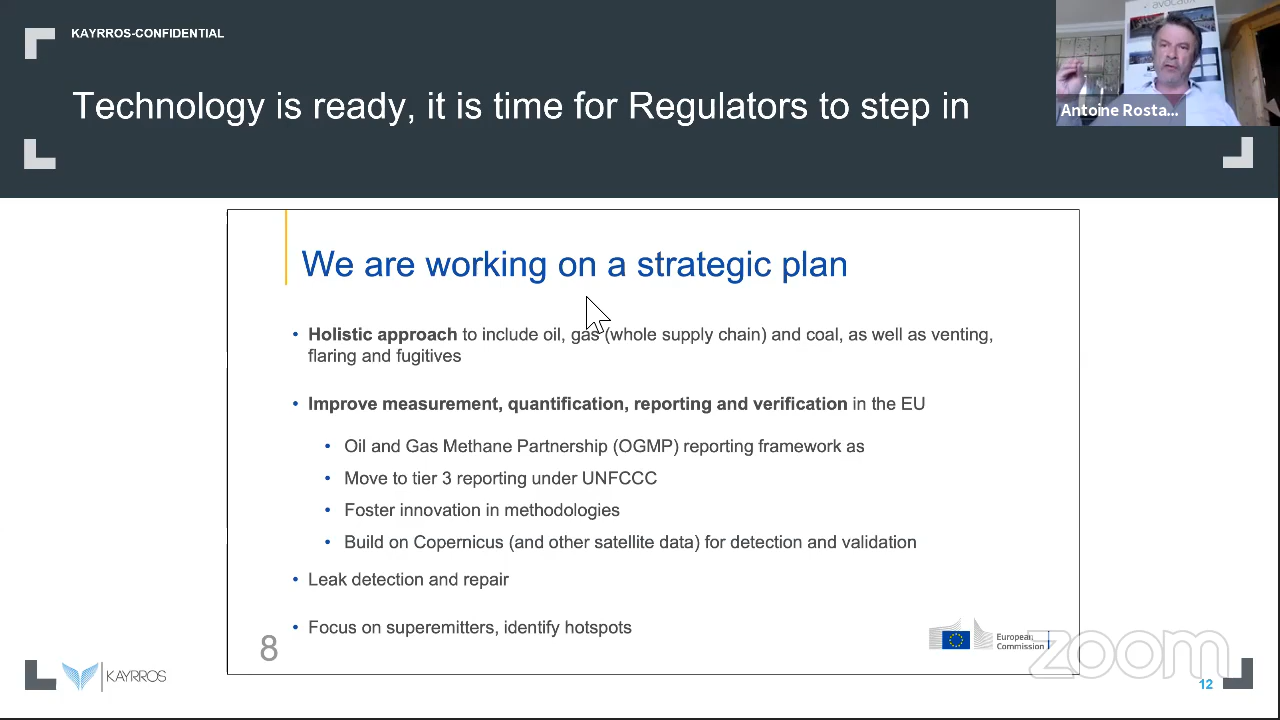 KAYRROS-CONFIDENTIAL
Technology is ready, it is time for Regulators to step in
avocatix
Antoine Rosta...
We are working on a strategic plan
• Holistic approach to include oil, gas (whole supply chain) and coal, as well as venting,
flaring and fugitives
• Improve measurement, quantification, reporting and verification in the EU
• Oil and Gas Methane Partnership (OGMP) reporting framework as
• Move to tier 3 reporting under UNFCCC
• Foster innovation in methodologies
• Build on Copernicus (and other satellite data) for detection and validation
• Leak detection and repair
• Focus on superemitters, identify hotspots
8
European
Commission
zoom
KAYRROS
12